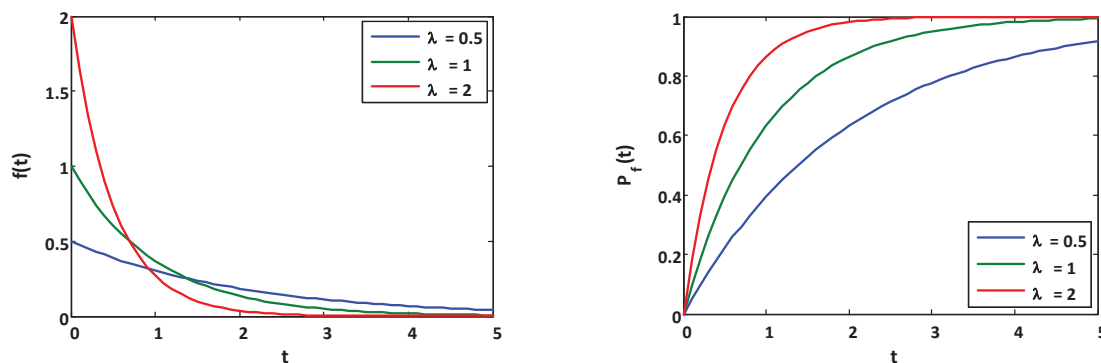 2
1.5
1
0.5
0
f(t)
λ = 0.5
λ = 1
λ = 2
0 1 2 3 4 5
t
1
0.8
0.6
0.4
0.2
0
P_f(t)
λ = 0.5
λ = 1
λ = 2
0 1 2 3 4 5
t